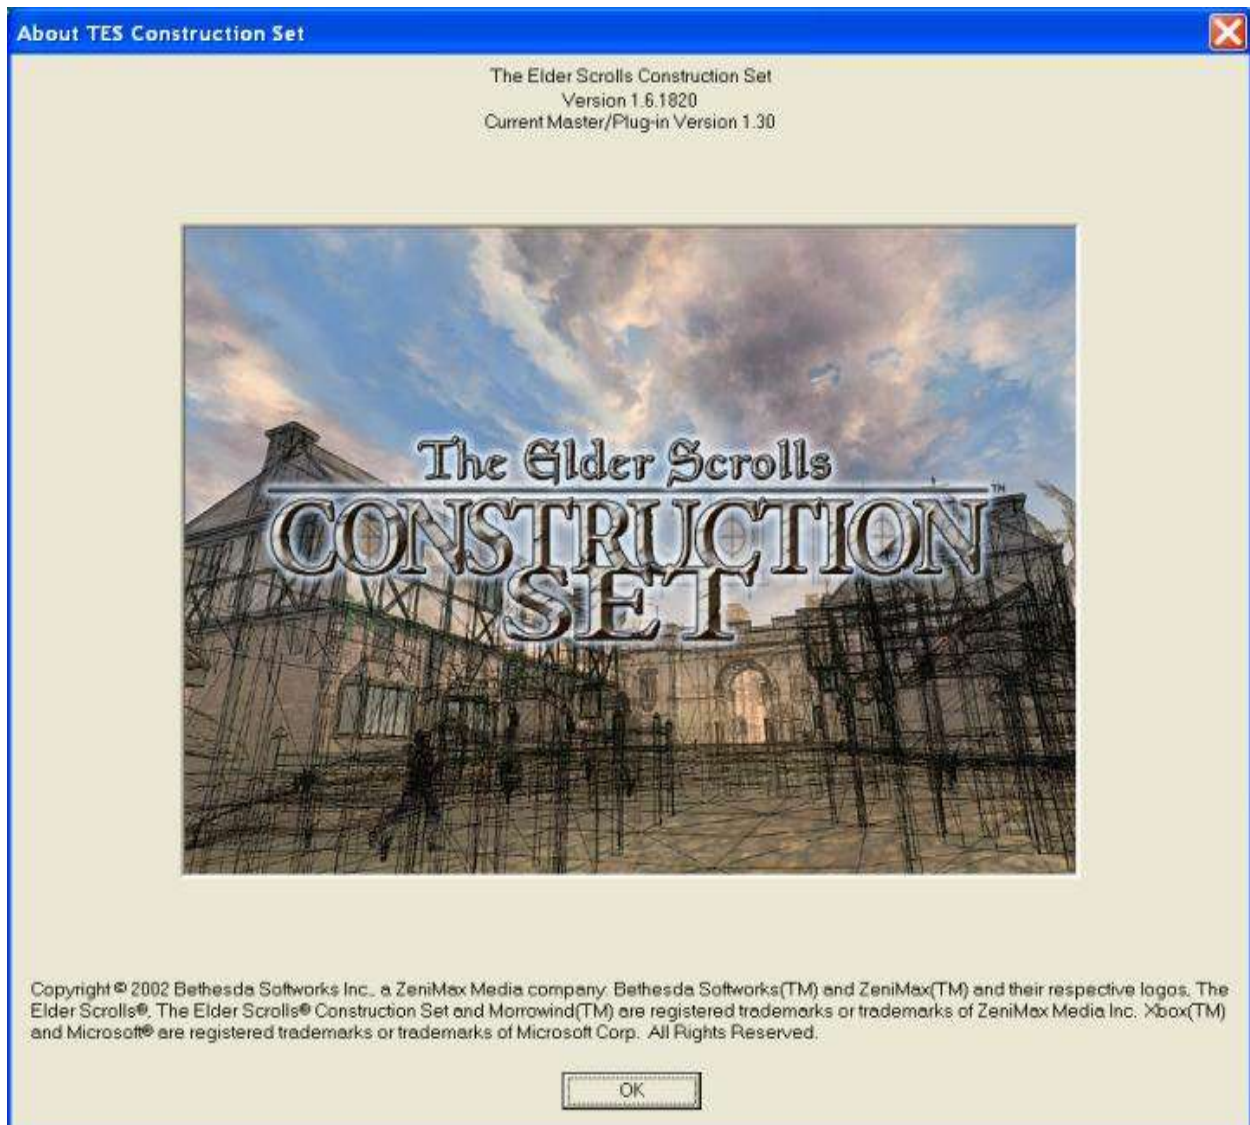 About TES Construction Set
The Elder Scrolls Construction Set
Version 1.6.1820
Current Master/Plug-in Version 1.30
The Elder Scrolls
CONSTRUCTION™
SET
Copyright © 2002 Bethesda Softworks Inc., a ZeniMax Media company. Bethesda Softworks(TM) and ZeniMax(TM) and their respective logos, The
Elder Scrolls®, The Elder Scrolls® Construction Set and Morrowind(TM) are registered trademarks or trademarks of ZeniMax Media Inc. Xbox(TM)
and Microsoft® are registered trademarks or trademarks of Microsoft Corp. All Rights Reserved.
OK